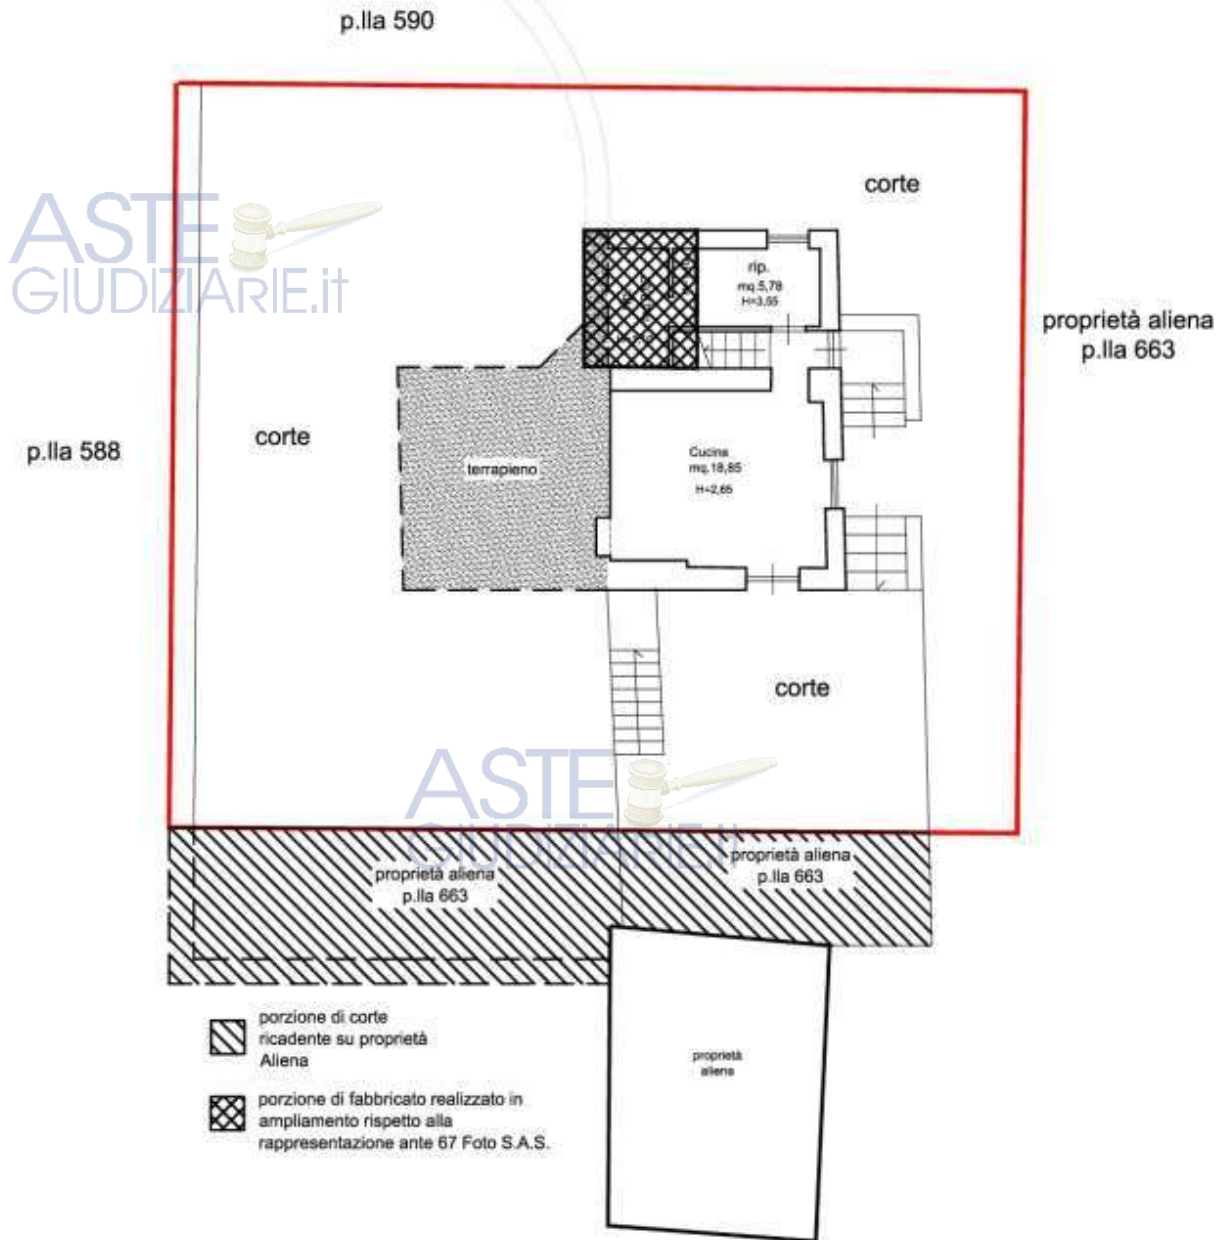 p.lla 590
corte
ASTE
GIUDIZIARIE.it
rip.
mq.5,78
H=3,55
proprietà aliena
p.lla 663
p.lla 588
corte
terrapieno
Cucina
mq.18,85
H=2,65
corte
ASTE
GIUDIZIARIE.it
proprietà aliena
p.lla 663
proprietà aliena
p.lla 663
porzione di corte
ricadente su proprietà
Aliena
proprietà
aliena
porzione di fabbricato realizzato in
ampliamento rispetto alla
rappresentazione ante 67 Foto S.A.S.